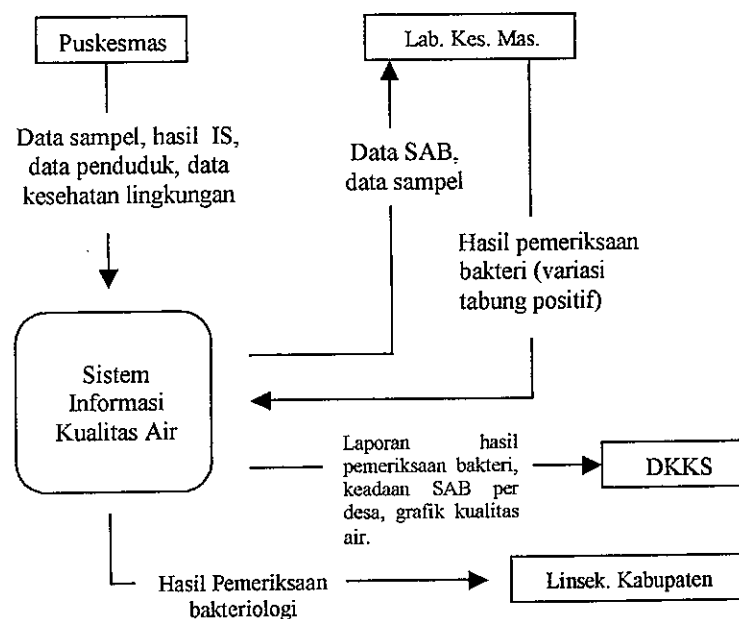 Puskesmas
Lab. Kes. Mas.
Data sampel, hasil IS,
data penduduk, data
kesehatan lingkungan
Data SAB,
data sampel
Hasil pemeriksaan
bakteri (variasi
tabung positif)
Sistem
Informasi
Kualitas Air
Laporan hasil
pemeriksaan bakteri,
keadaan SAB per
desa, grafik kualitas
air.
DKKS
Hasil Pemeriksaan
bakteriologi
Linsek. Kabupaten